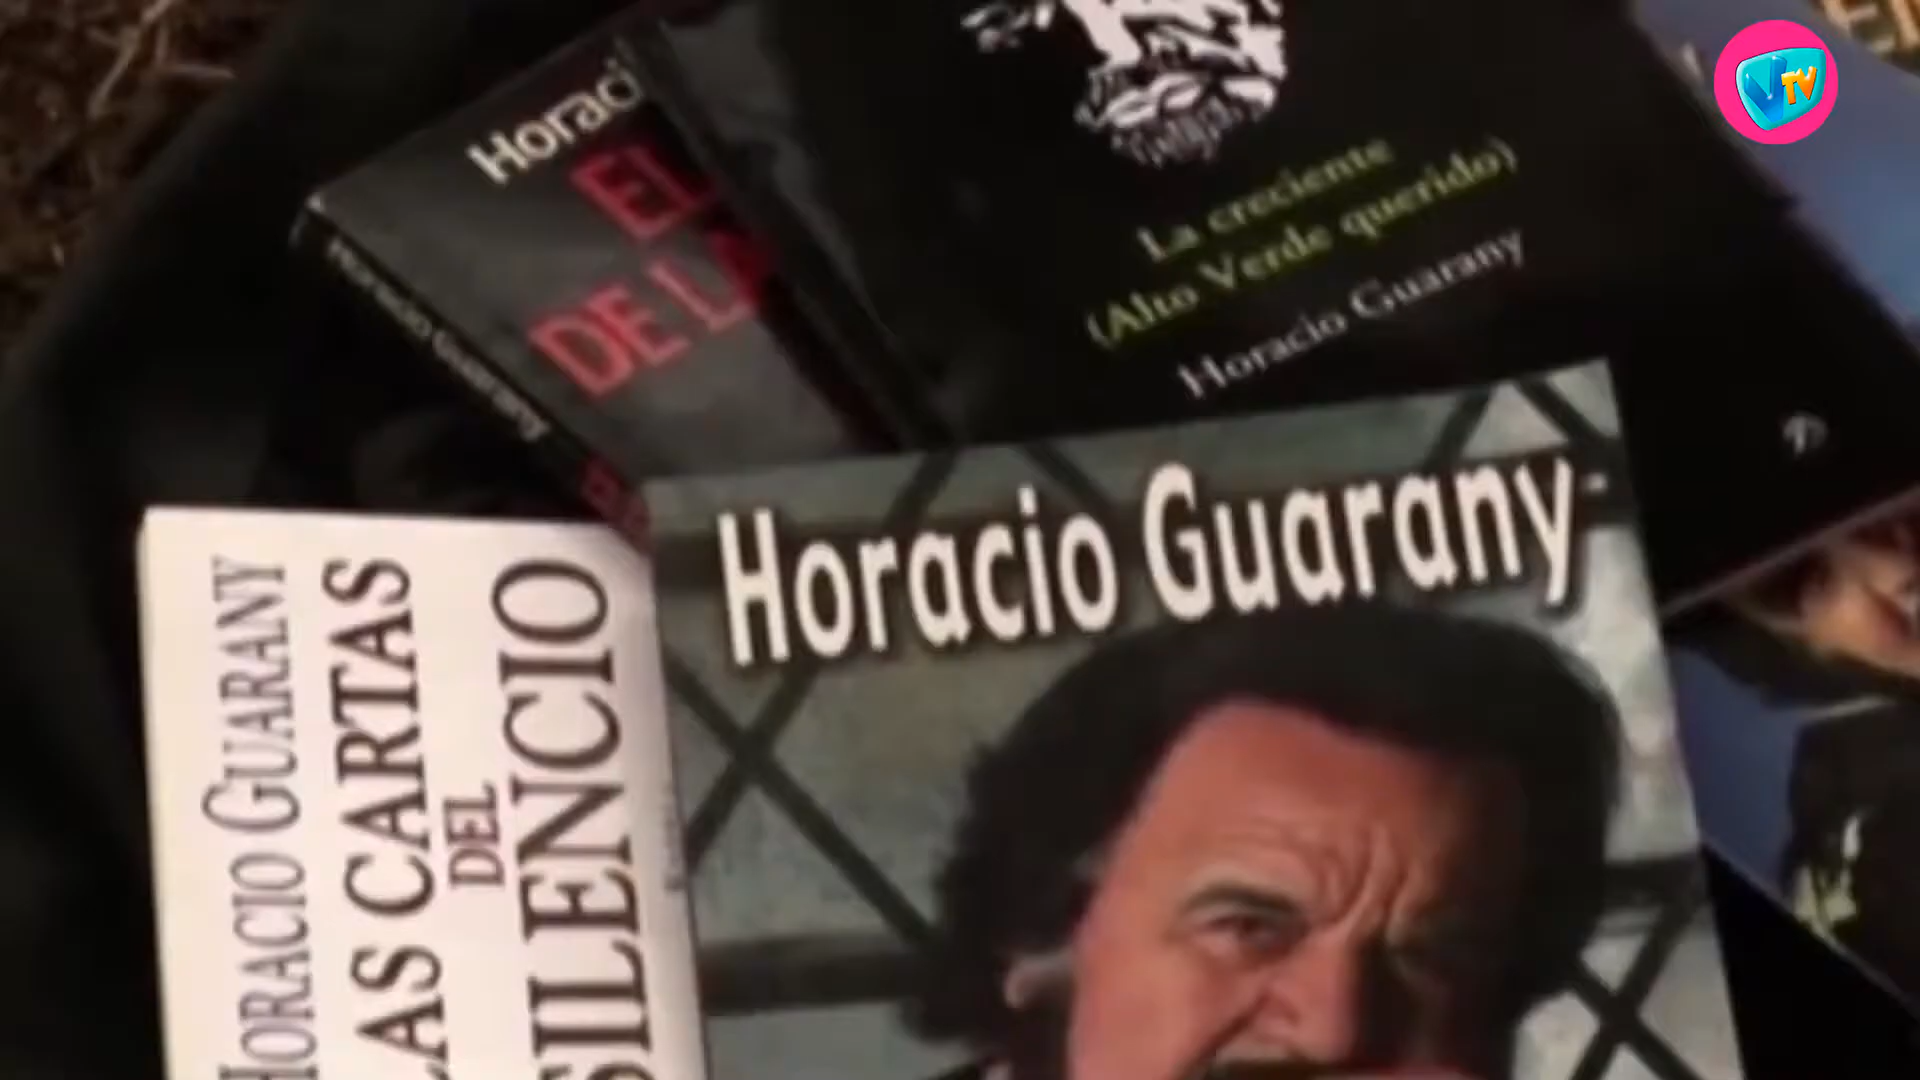 TV
Horaci
EL
DE LA
Horacio Guarany
La creciente
(Alto Verde querido)
Horacio Guarany
Horacio Guarany
HORACIO GUARANY
LAS CARTAS
DEL
SILENCIO